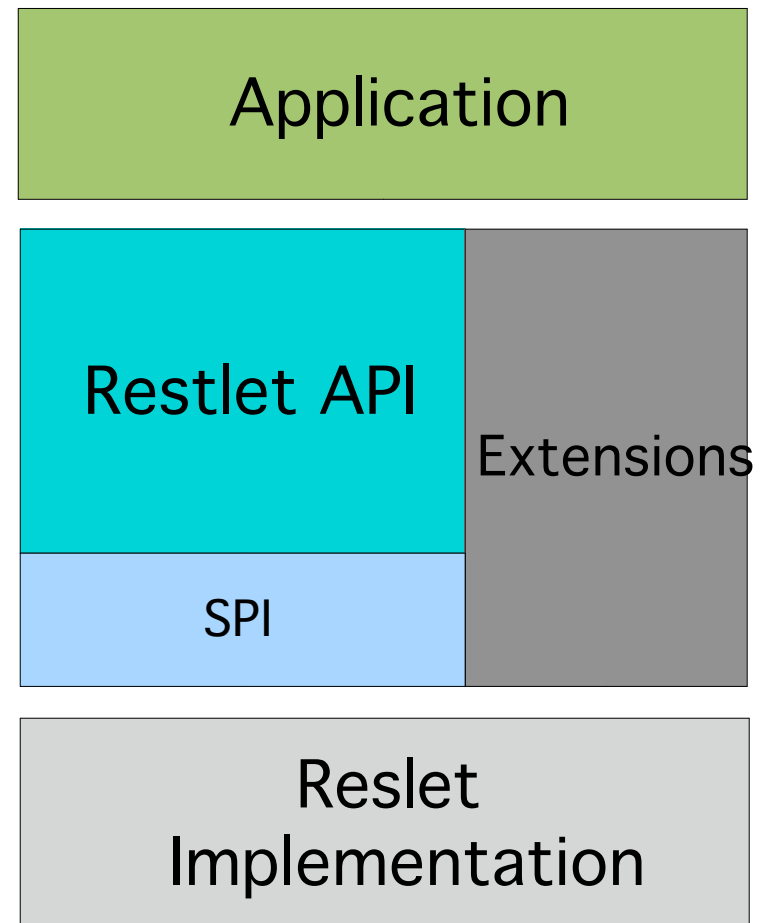 Application
Restlet API
Extensions
SPI
Reslet
Implementation